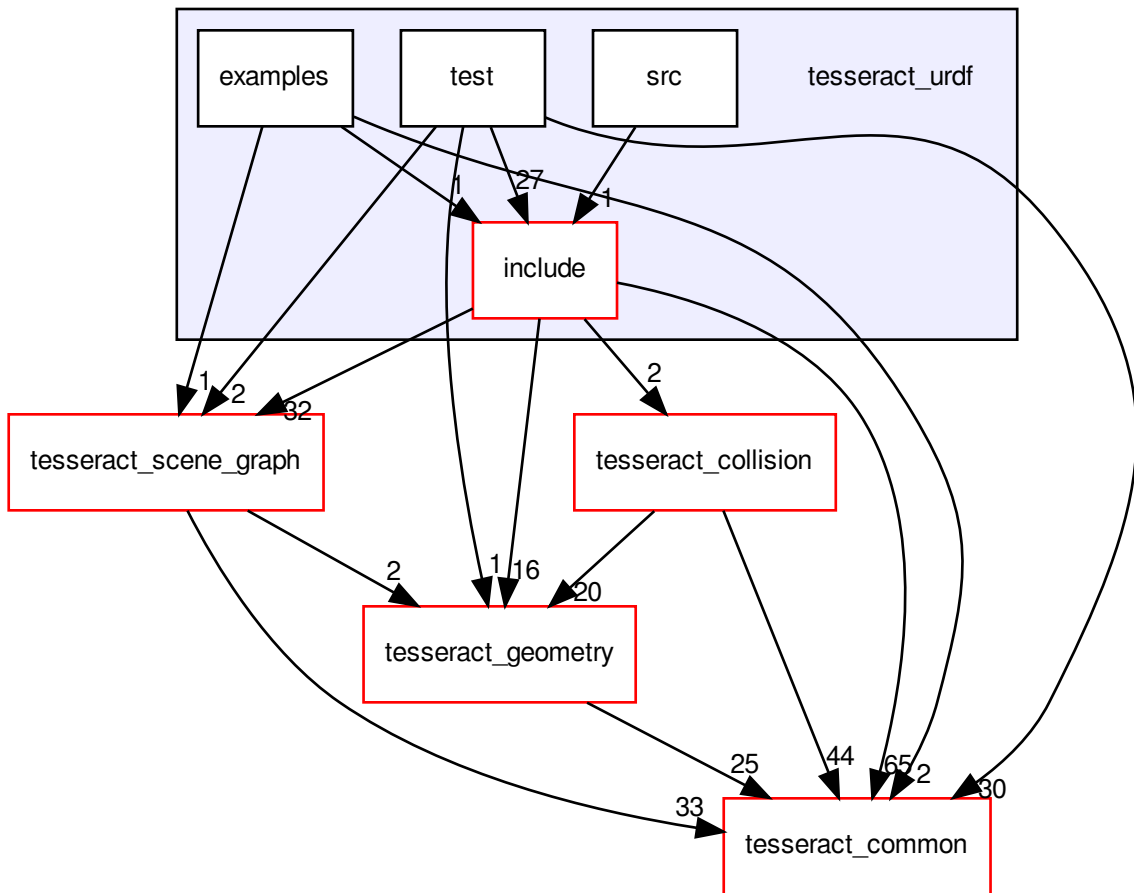 examples
test
src
tesseract_urdf
1
27
1
include
1
2
32
2
tesseract_scene_graph
tesseract_collision
2
1
16
20
tesseract_geometry
25
44
65
2
30
33
tesseract_common